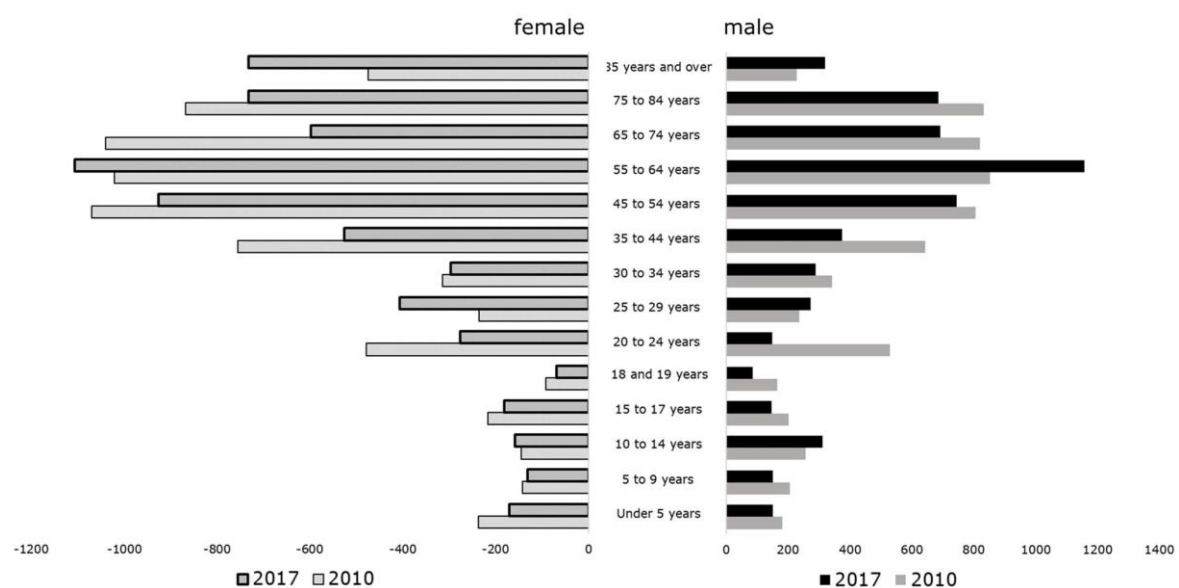 female male
35 years and over
75 to 84 years
65 to 74 years
55 to 64 years
45 to 54 years
35 to 44 years
30 to 34 years
25 to 29 years
20 to 24 years
18 and 19 years
15 to 17 years
10 to 14 years
5 to 9 years
Under 5 years
-1200 -1000 -800 -600 -400 -200 0 0 200 400 600 800 1000 1200 1400
2017 2010 2017 2010